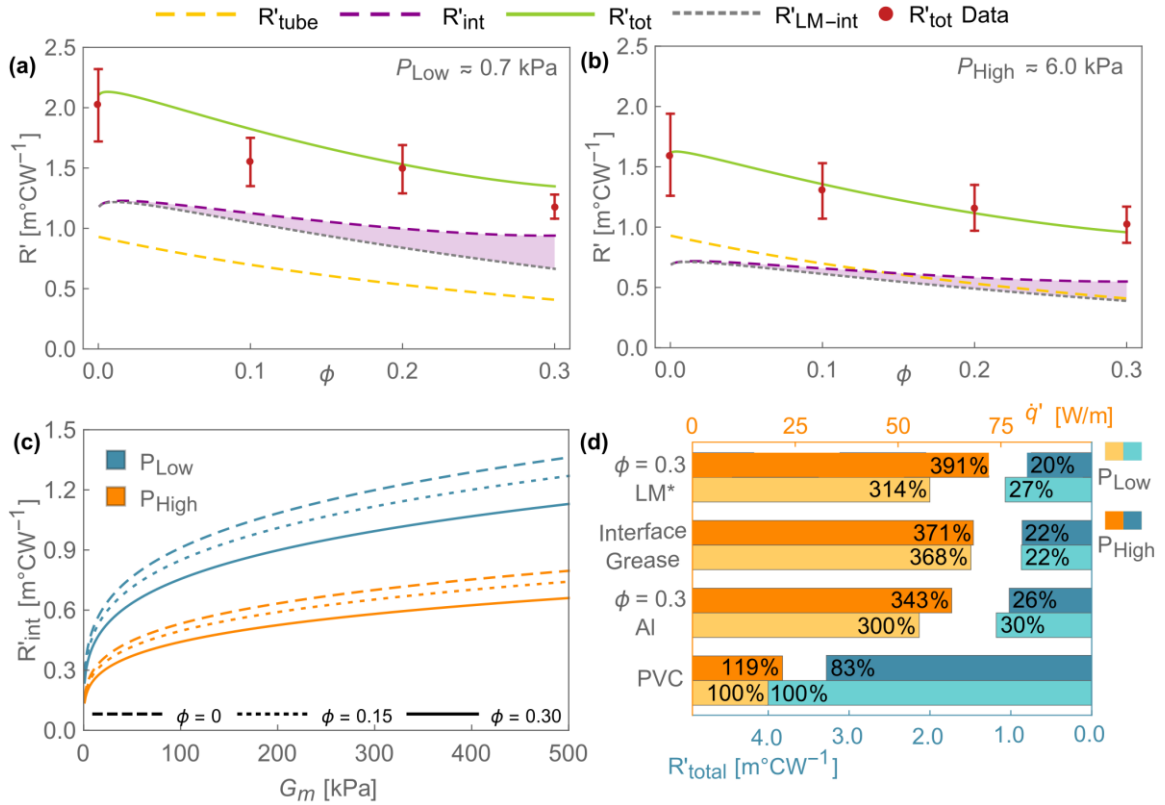 R'tube R'int R'tot R'LM−int R'tot Data
(a) PLow ≈ 0.7 kPa
R' [m°CW⁻¹]
2.5
2.0
1.5
1.0
0.5
0.0
0.0 0.1 0.2 0.3
ϕ
(b) PHigh ≈ 6.0 kPa
R' [m°CW⁻¹]
2.5
2.0
1.5
1.0
0.5
0.0
0.0 0.1 0.2 0.3
ϕ
(c)
PLow
PHigh
R'int [m°CW⁻¹]
1.5
1.2
0.9
0.6
0.3
0.0
ϕ = 0 ϕ = 0.15 ϕ = 0.30
0 100 200 300 400 500
Gm [kPa]
(d)
0 25 50 75 q̇' [W/m]
PLow
PHigh
ϕ = 0.3
LM*
391% 20%
314% 27%
Interface
Grease
371% 22%
368% 22%
ϕ = 0.3
Al
343% 26%
300% 30%
PVC
119% 83%
100% 100%
4.0 3.0 2.0 1.0 0.0
R'total [m°CW⁻¹]